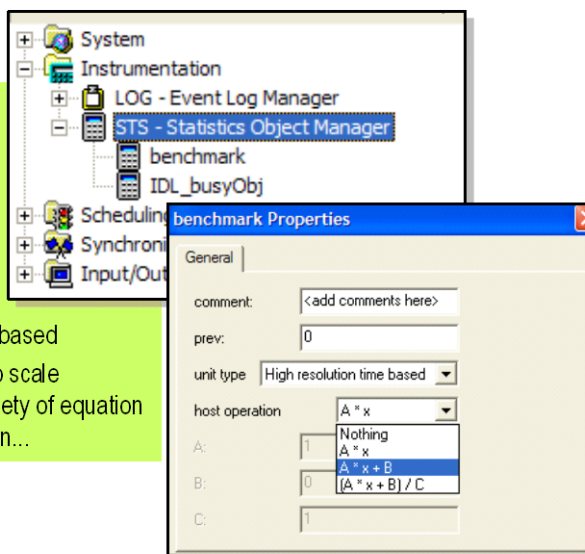 System
Instrumentation
LOG - Event Log Manager
STS - Statistics Object Manager
benchmark
IDL_busyObj
Scheduling
Synchroni
Input/Out
benchmark Properties
General
comment: <add comments here>
prev: 0
unit type High resolution time based
host operation A * x
Nothing
A * x
A * x + B
(A * x + B) / C
A: 1
B: 0
C: 1
based
scale
ety of equation
n...